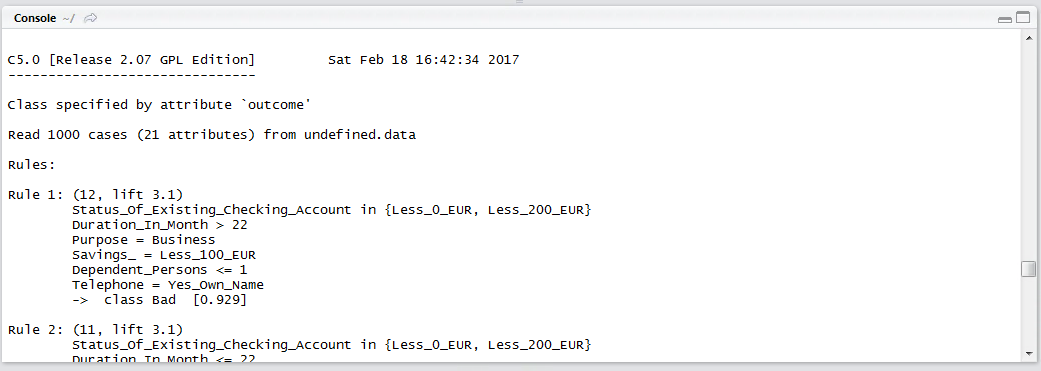 Console ~/
C5.0 [Release 2.07 GPL Edition] Sat Feb 18 16:42:34 2017
-------------------------------
Class specified by attribute `outcome'
Read 1000 cases (21 attributes) from undefined.data
Rules:
Rule 1: (12, lift 3.1)
Status_Of_Existing_Checking_Account in {Less_0_EUR, Less_200_EUR}
Duration_In_Month > 22
Purpose = Business
Savings_ = Less_100_EUR
Dependent_Persons <= 1
Telephone = Yes_Own_Name
-> class Bad [0.929]
Rule 2: (11, lift 3.1)
Status_Of_Existing_Checking_Account in {Less_0_EUR, Less_200_EUR}
Duration_In_Month <= 22